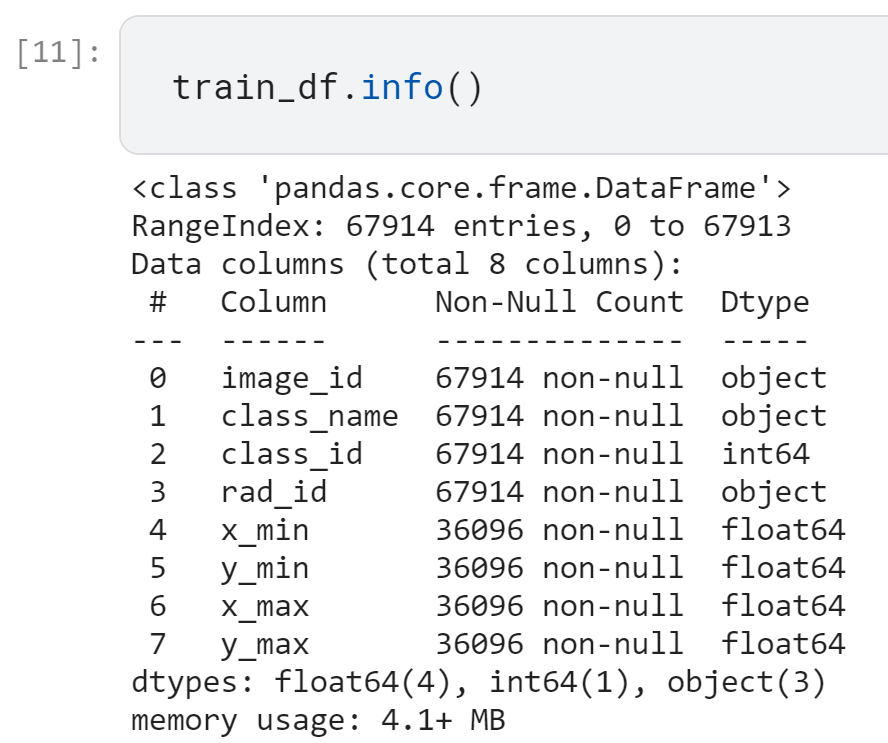 [11]:
train_df.info()
<class 'pandas.core.frame.DataFrame'>
RangeIndex: 67914 entries, 0 to 67913
Data columns (total 8 columns):
 #   Column      Non-Null Count  Dtype
---  ------      --------------  -----
 0   image_id    67914 non-null  object
 1   class_name  67914 non-null  object
 2   class_id    67914 non-null  int64
 3   rad_id      67914 non-null  object
 4   x_min       36096 non-null  float64
 5   y_min       36096 non-null  float64
 6   x_max       36096 non-null  float64
 7   y_max       36096 non-null  float64
dtypes: float64(4), int64(1), object(3)
memory usage: 4.1+ MB